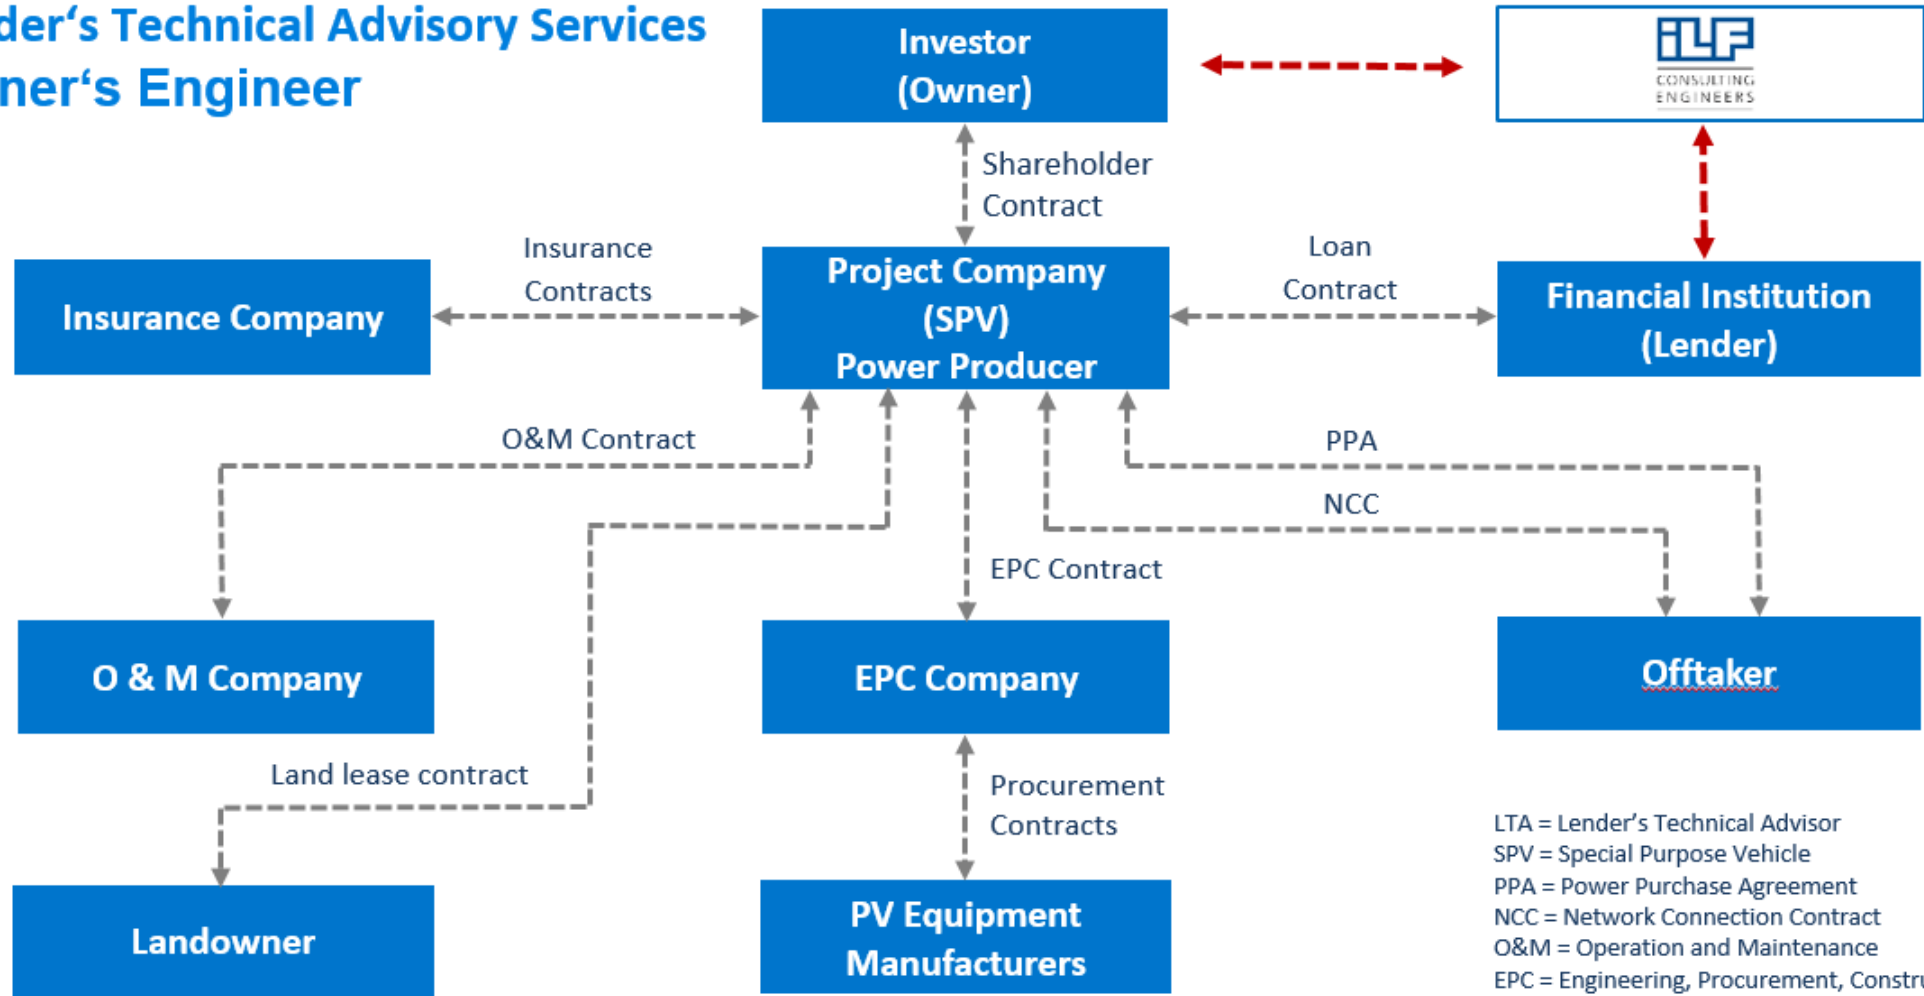 der‘s Technical Advisory Services
ner‘s Engineer
Investor
(Owner)
iLF
CONSULTING
ENGINEERS
Shareholder
Contract
Insurance
Contracts
Loan
Contract
Insurance Company
Project Company
(SPV)
Power Producer
Financial Institution
(Lender)
O&M Contract
PPA
NCC
EPC Contract
O & M Company
EPC Company
Offtaker
Land lease contract
Procurement
Contracts
Landowner
PV Equipment
Manufacturers
LTA = Lender’s Technical Advisor
SPV = Special Purpose Vehicle
PPA = Power Purchase Agreement
NCC = Network Connection Contract
O&M = Operation and Maintenance
EPC = Engineering, Procurement, Constru